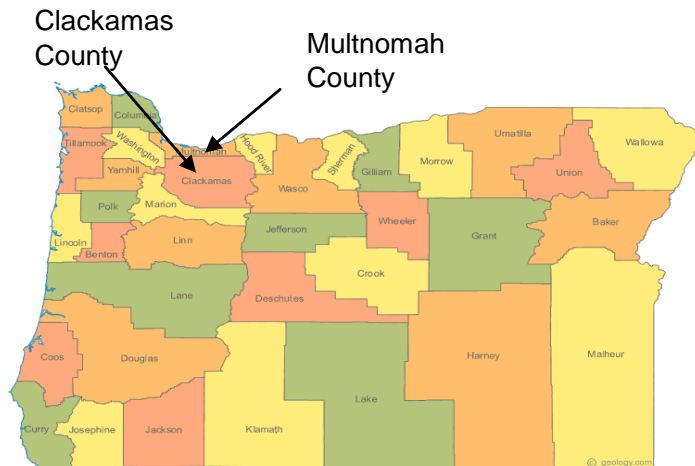 Clackamas
County
Multnomah
County
Clatsop
Columbia
Tillamook
Washington
Multnomah
Hood River
Yamhill
Clackamas
Wasco
Sherman
Gilliam
Morrow
Umatilla
Union
Wallowa
Polk
Marion
Lincoln
Benton
Linn
Jefferson
Wheeler
Grant
Baker
Crook
Lane
Deschutes
Coos
Douglas
Harney
Malheur
Curry
Josephine
Jackson
Klamath
Lake
© geology.com